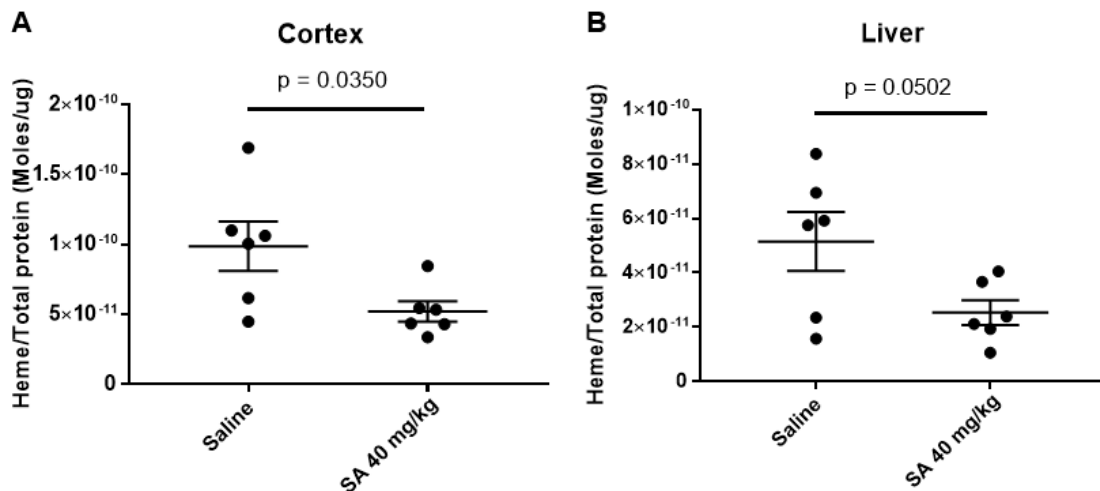 A
Cortex
p = 0.0350
Heme/Total protein (Moles/ug)
2×10⁻¹⁰
1.5×10⁻¹⁰
1×10⁻¹⁰
5×10⁻¹¹
0
Saline
SA 40 mg/kg
B
Liver
p = 0.0502
Heme/Total protein (Moles/ug)
1×10⁻¹⁰
8×10⁻¹¹
6×10⁻¹¹
4×10⁻¹¹
2×10⁻¹¹
0
Saline
SA 40 mg/kg